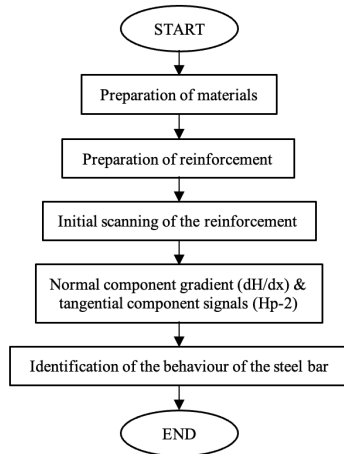 START
Preparation of materials
Preparation of reinforcement
Initial scanning of the reinforcement
Normal component gradient (dH/dx) &
tangential component signals (Hp-2)
Identification of the behaviour of the steel bar
END